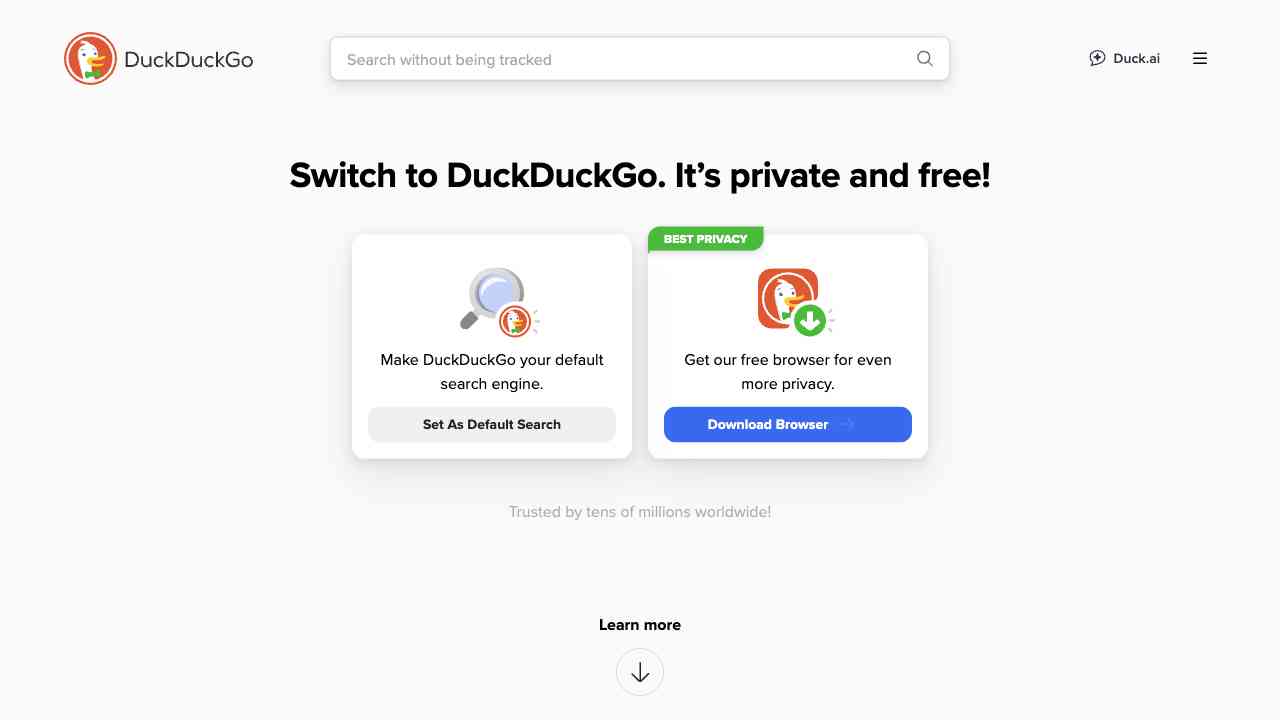 DuckDuckGo
Search without being tracked
Duck.ai
Switch to DuckDuckGo. It’s private and free!
Make DuckDuckGo your default
search engine.
Set As Default Search
BEST PRIVACY
Get our free browser for even
more privacy.
Download Browser
Trusted by tens of millions worldwide!
Learn more